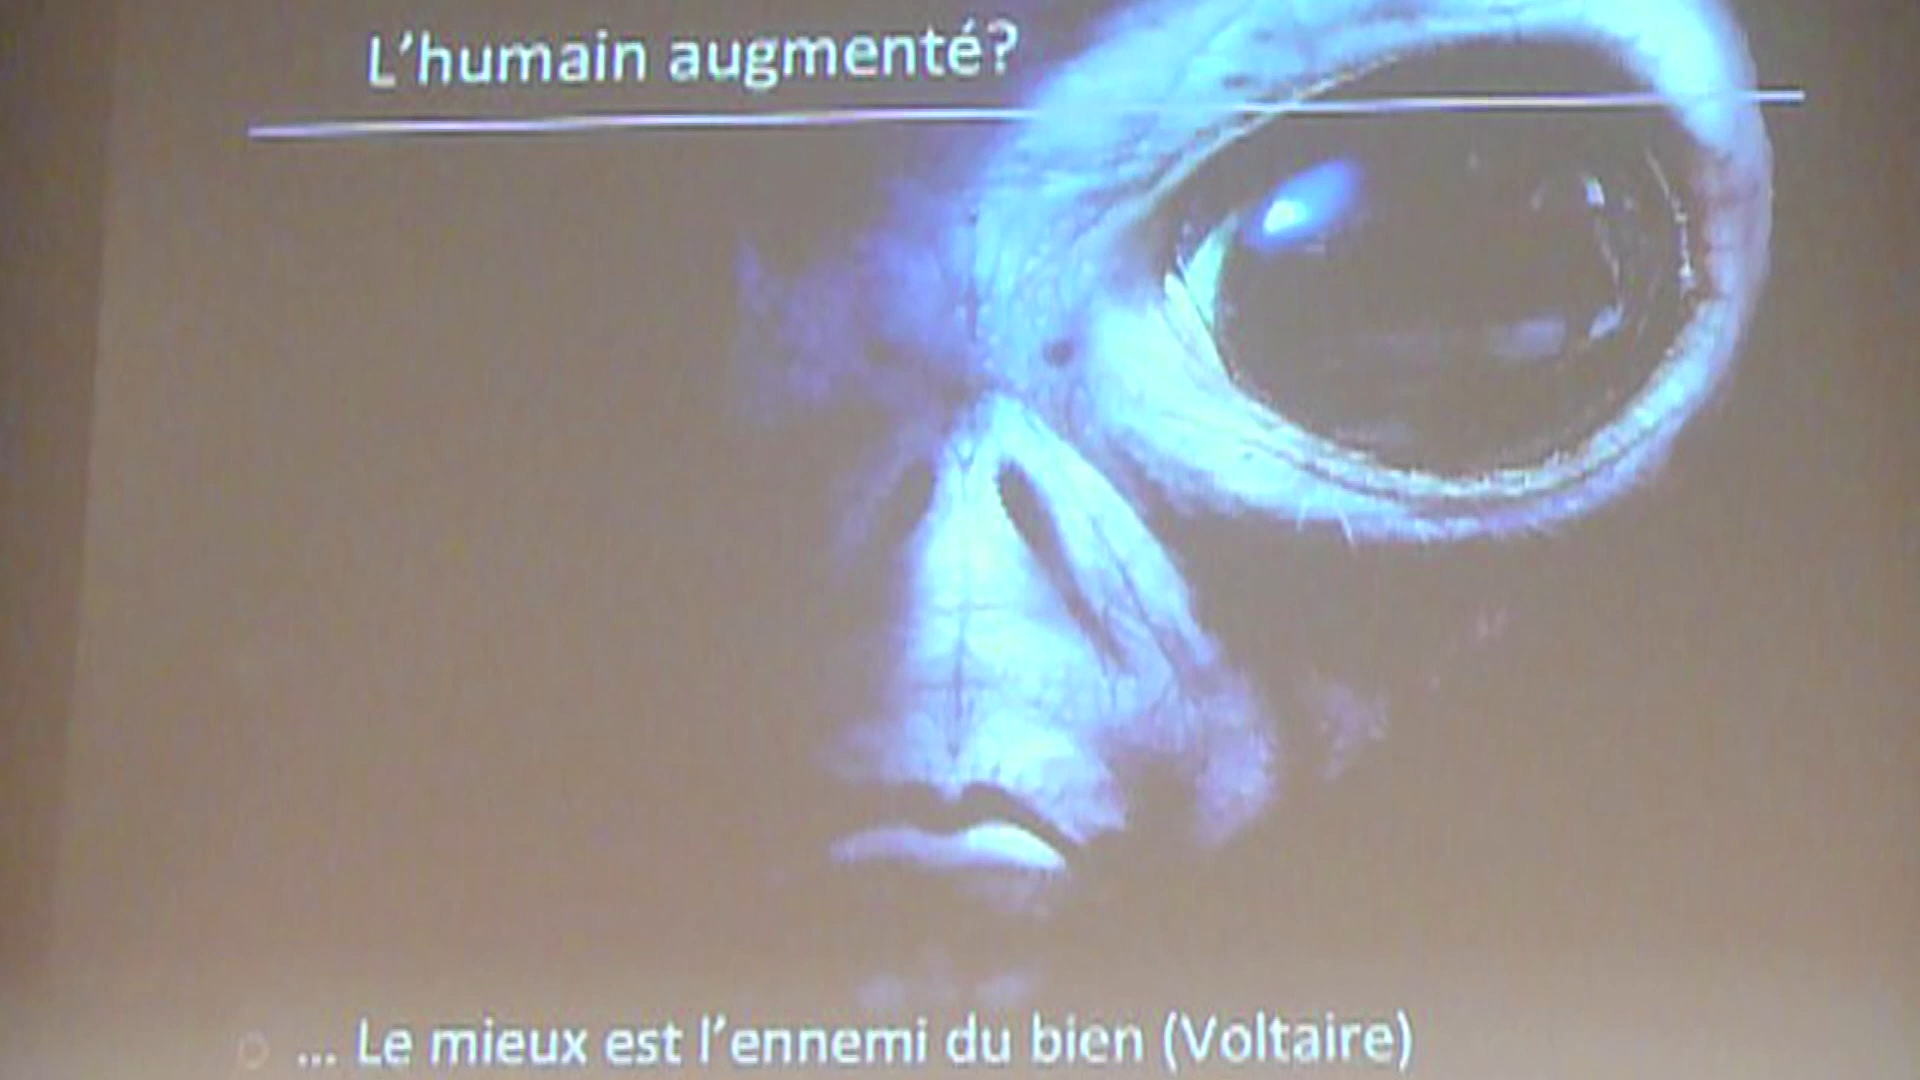 L'humain augmenté?
... Le mieux est l'ennemi du bien (Voltaire)